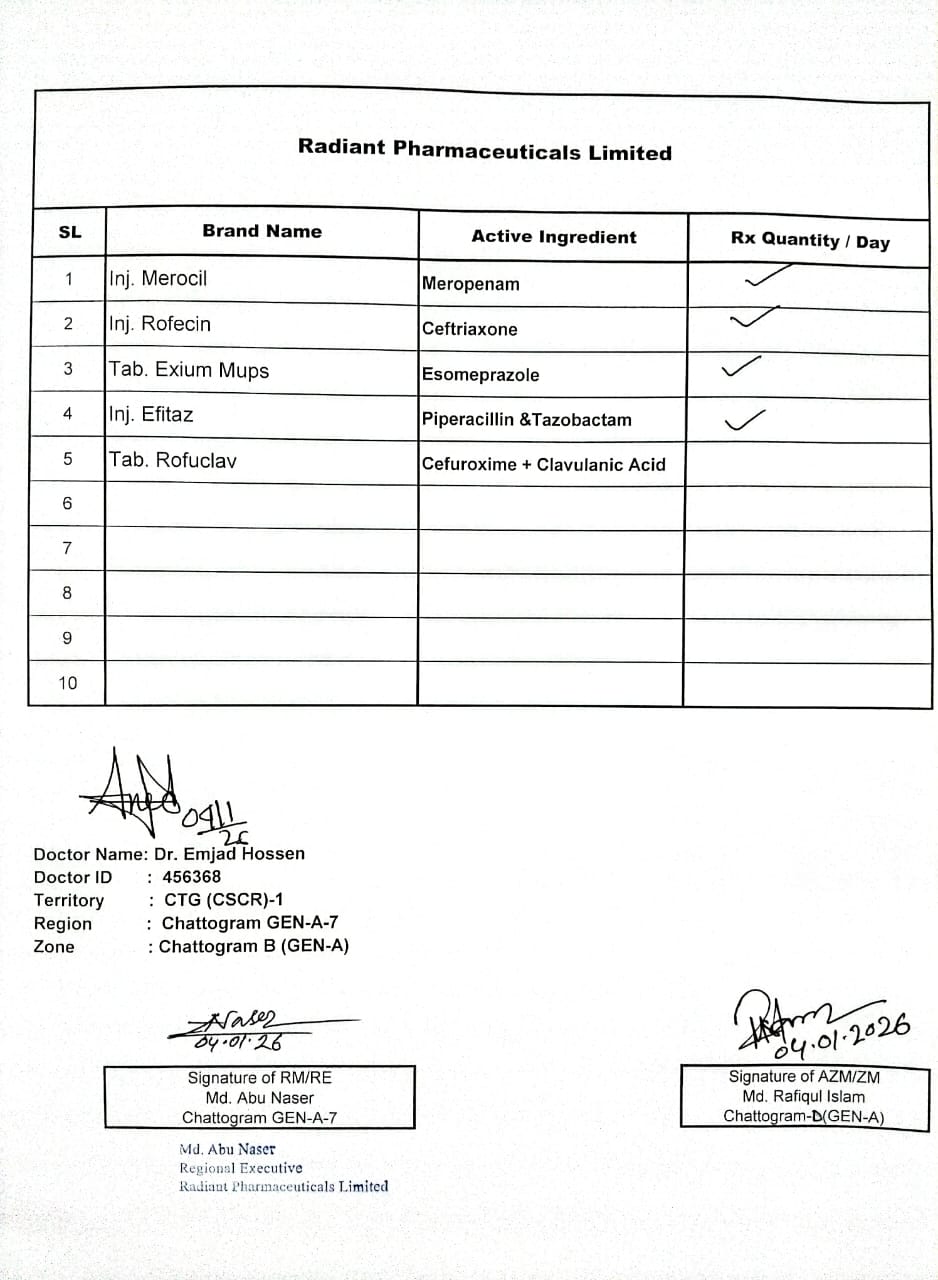 Radiant Pharmaceuticals Limited
SL Brand Name Active Ingredient Rx Quantity / Day
1 Inj. Merocil Meropenam ✓
2 Inj. Rofecin Ceftriaxone ✓
3 Tab. Exium Mups Esomeprazole ✓
4 Inj. Efitaz Piperacillin &Tazobactam ✓
5 Tab. Rofuclav Cefuroxime + Clavulanic Acid
6
7
8
9
10
Doctor Name: Dr. Emjad Hossen
Doctor ID : 456368
Territory : CTG (CSCR)-1
Region : Chattogram GEN-A-7
Zone : Chattogram B (GEN-A)
Naser
04.01.26
04.01.2026
Signature of RM/RE
Md. Abu Naser
Chattogram GEN-A-7
Signature of AZM/ZM
Md. Rafiqul Islam
Chattogram-D(GEN-A)
Md. Abu Naser
Regional Executive
Radiant Pharmaceuticals Limited